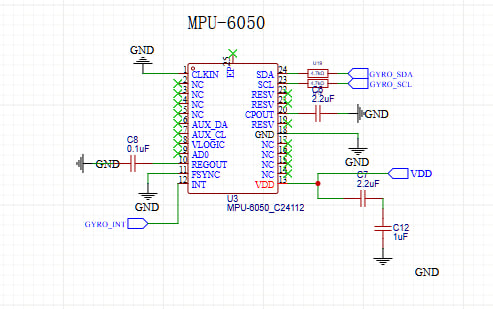 MPU-6050
GND
EP 25
1 CLKIN
2 NC
3 NC
4 NC
5 NC
6 AUX_DA
7 AUX_CL
8 VLOGIC
9 AD0
10 REGOUT
11 FSYNC
12 INT
SDA 24
SCL 23
RESV 22
RESV 21
CPOUT 20
RESV 19
GND 18
NC 17
NC 16
NC 15
NC 14
VDD 13
U19
4.7kΩ
4.7kΩ
GYRO_SDA
GYRO_SCL
C6
2.2uF
GND
GND
C8
0.1uF
GND
GND
GYRO_INT
U3
MPU-6050_C24112
VDD
C7
2.2uF
C12
1uF
GND